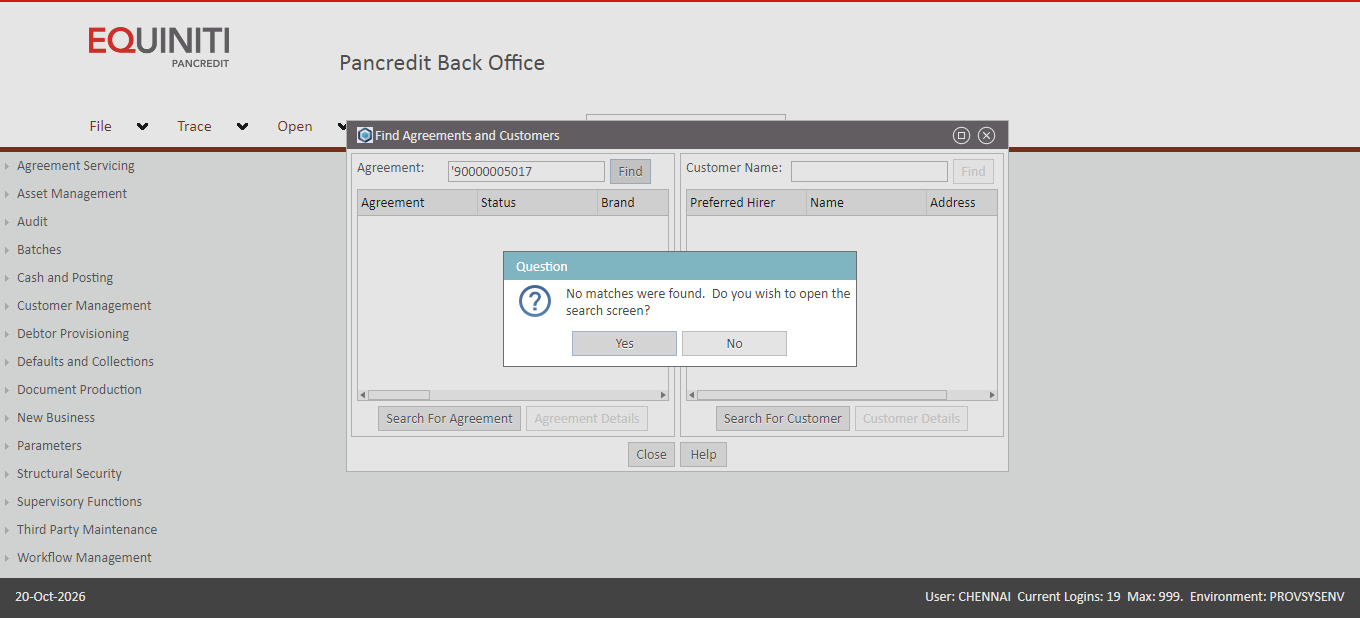 EQUINITI
PANCREDIT
Pancredit Back Office
File Trace Open
Find Agreements and Customers
Agreement: '90000005017 Find
Customer Name: Find
Agreement Status Brand
Preferred Hirer Name Address
Question
No matches were found. Do you wish to open the
search screen?
Yes No
Search For Agreement Agreement Details
Search For Customer Customer Details
Close Help
Agreement Servicing
Asset Management
Audit
Batches
Cash and Posting
Customer Management
Debtor Provisioning
Defaults and Collections
Document Production
New Business
Parameters
Structural Security
Supervisory Functions
Third Party Maintenance
Workflow Management
20-Oct-2026
User: CHENNAI Current Logins: 19 Max: 999. Environment: PROVSYSENV